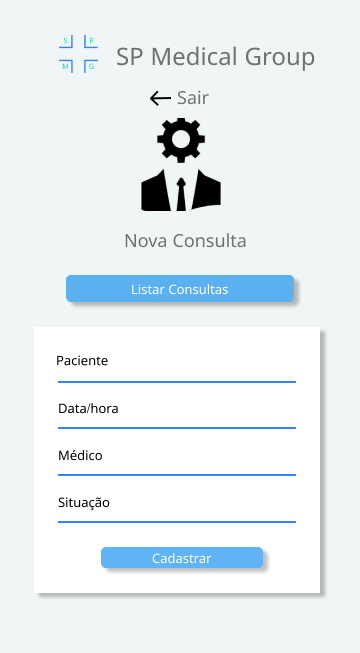 S P
M G
SP Medical Group
Sair
Nova Consulta
Listar Consultas
Paciente
Data/hora
Médico
Situação
Cadastrar